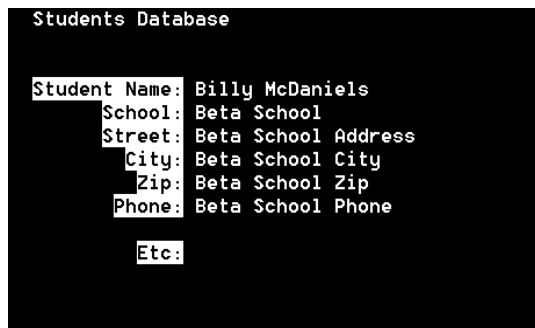 Students Database
Student Name: Billy McDaniels
School: Beta School
Street: Beta School Address
City: Beta School City
Zip: Beta School Zip
Phone: Beta School Phone
Etc: